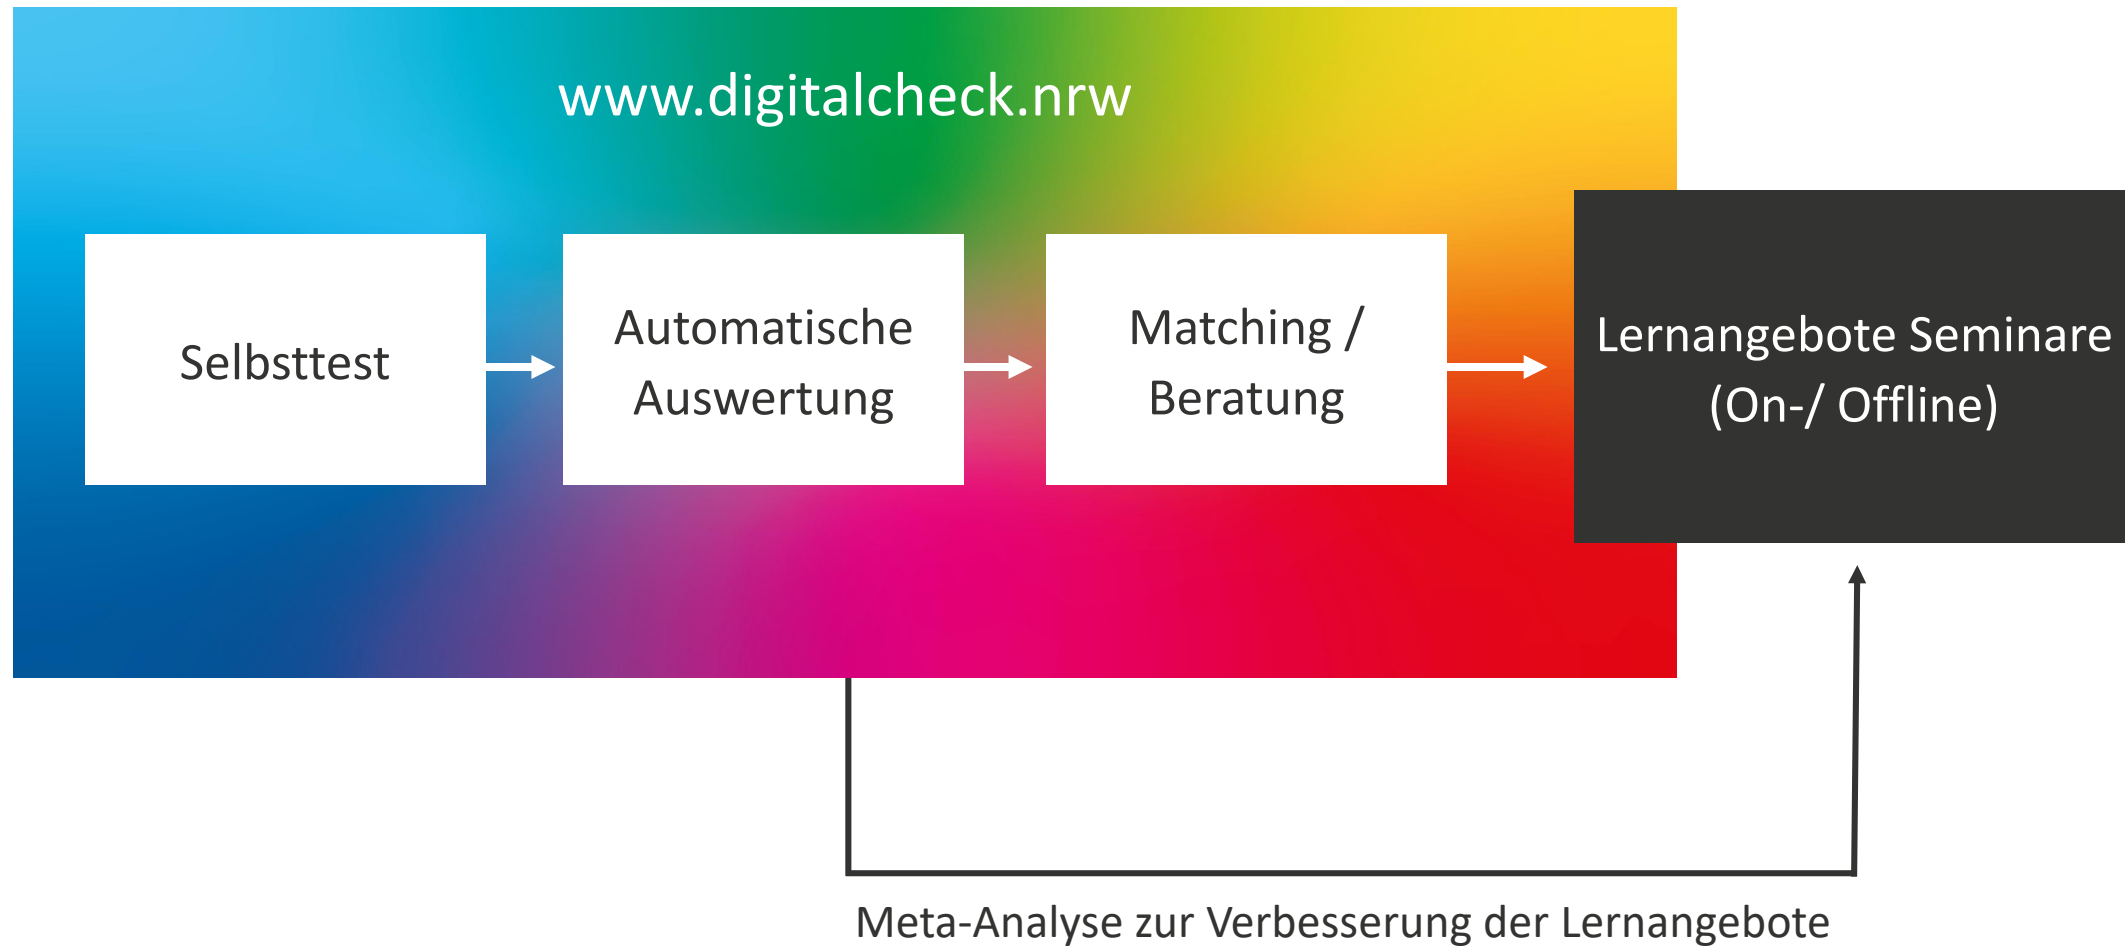 www.digitalcheck.nrw
Selbsttest
Automatische
Auswertung
Matching /
Beratung
Lernangebote Seminare
(On-/ Offline)
Meta-Analyse zur Verbesserung der Lernangebote